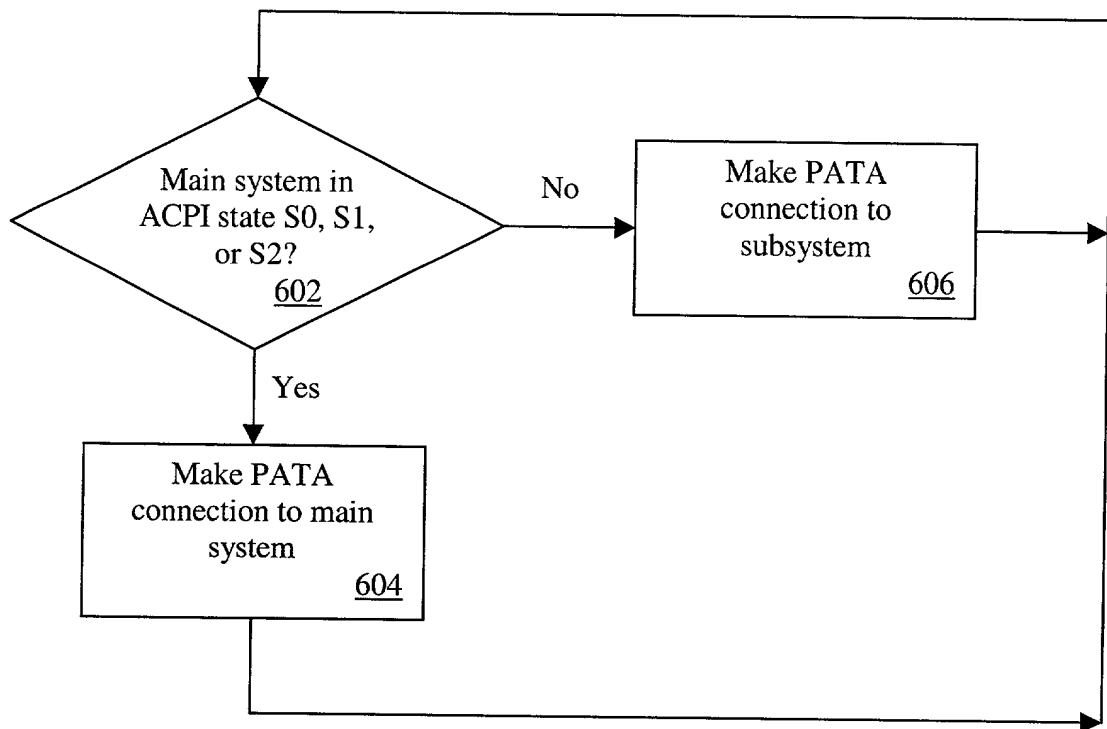 Main system in
ACPI state S0, S1,
or S2?
602
No
Make PATA
connection to
subsystem
606
Yes
Make PATA
connection to main
system
604